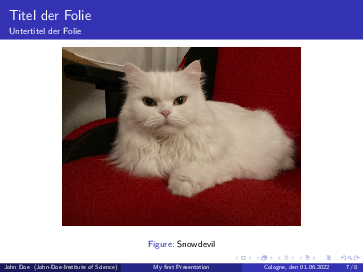 Titel der Folie
Untertitel der Folie
Figure: Snowdevil
John Doe (John-Doe-Institute of Science)
My first Presentation
Cologne, den 01.06.2022
7 / 8